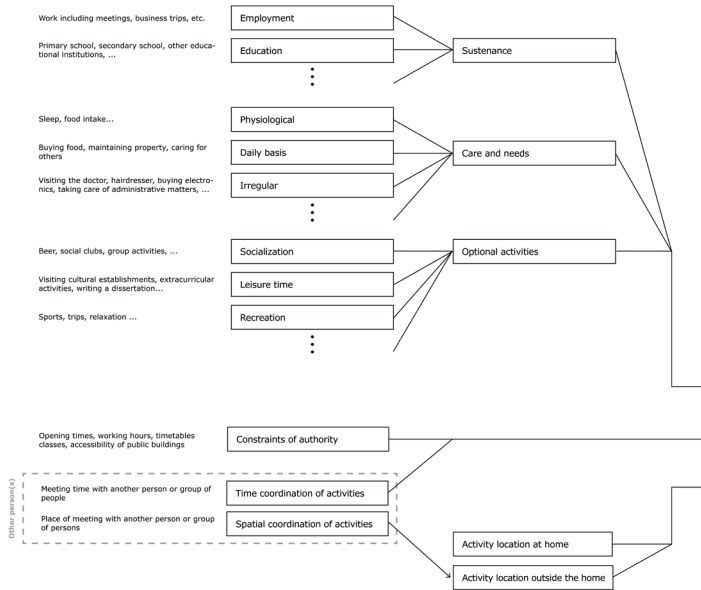 Work including meetings, business trips, etc.
Employment
Primary school, secondary school, other educa-
tional institutions, ...
Education
Sustenance
Sleep, food intake...
Physiological
Buying food, maintaining property, caring for
others
Daily basis
Care and needs
Visiting the doctor, hairdresser, buying electro-
nics, taking care of administrative matters, ...
Irregular
Beer, social clubs, group activities, ...
Socialization
Optional activities
Visiting cultural establishments, extracurricular
activities, writing a dissertation...
Leisure time
Sports, trips, relaxation ...
Recreation
Opening times, working hours, timetables
classes, accessibility of public buildings
Constraints of authority
Other person(s)
Meeting time with another person or group of
people
Time coordination of activities
Place of meeting with another person or group
of persons
Spatial coordination of activities
Activity location at home
Activity location outside the home